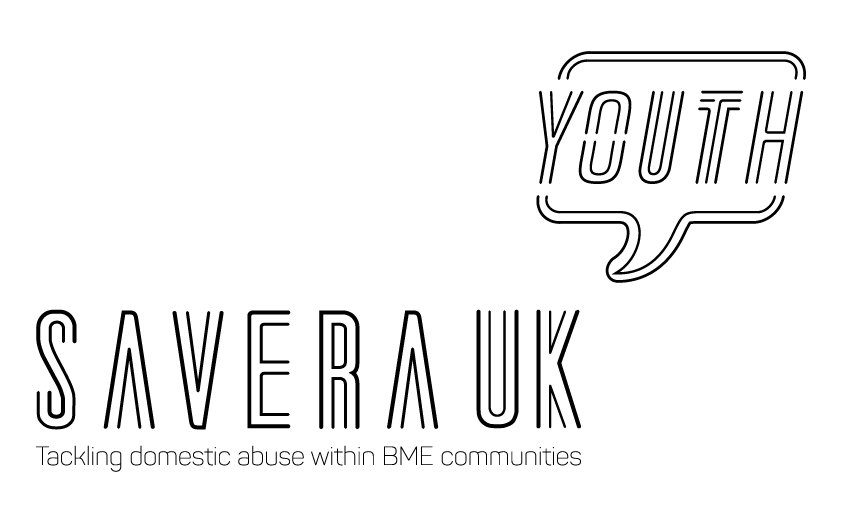 YOUTH
SAVERA UK
Tackling domestic abuse within BME communities